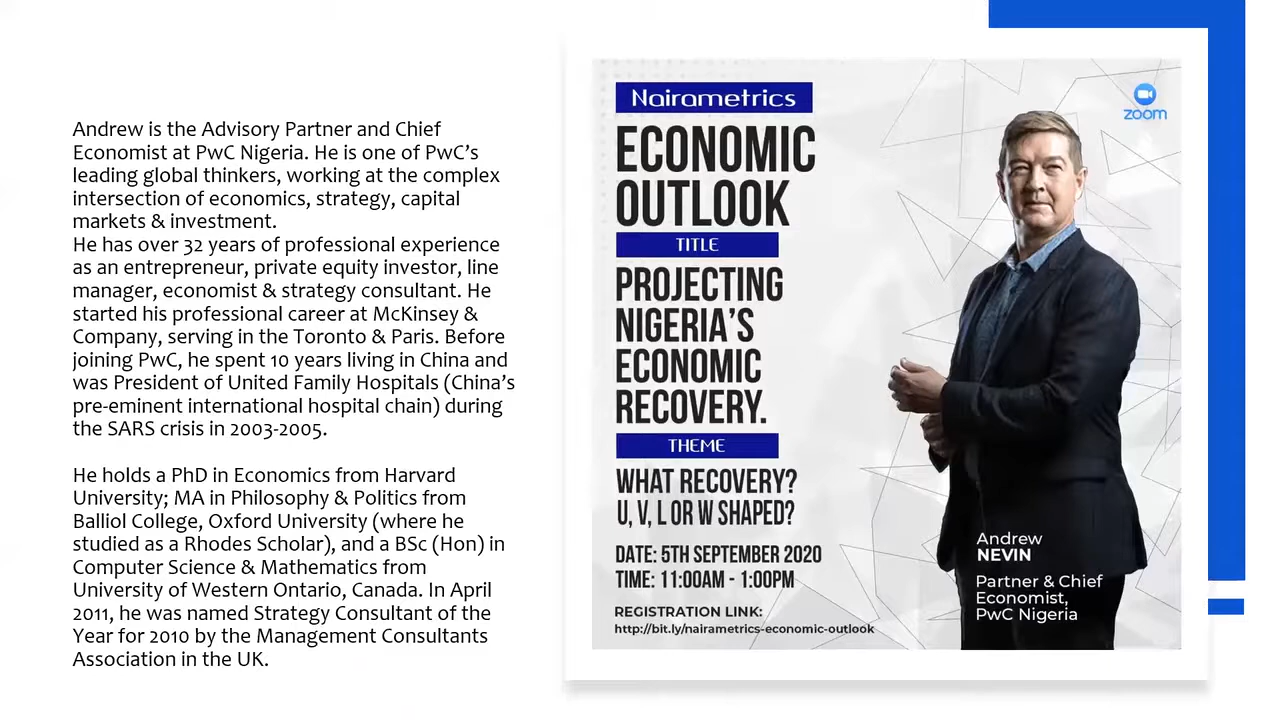 Andrew is the Advisory Partner and Chief
Economist at PwC Nigeria. He is one of PwC's
leading global thinkers, working at the complex
intersection of economics, strategy, capital
markets & investment.
He has over 32 years of professional experience
as an entrepreneur, private equity investor, line
manager, economist & strategy consultant. He
started his professional career at McKinsey &
Company, serving in the Toronto & Paris. Before
joining PwC, he spent 10 years living in China and
was President of United Family Hospitals (China's
pre-eminent international hospital chain) during
the SARS crisis in 2003-2005.
He holds a PhD in Economics from Harvard
University; MA in Philosophy & Politics from
Balliol College, Oxford University (where he
studied as a Rhodes Scholar), and a BSc (Hon) in
Computer Science & Mathematics from
University of Western Ontario, Canada. In April
2011, he was named Strategy Consultant of the
Year for 2010 by the Management Consultants
Association in the UK.
Nairametrics
zoom
ECONOMIC
OUTLOOK
TITLE
PROJECTING
NIGERIA'S
ECONOMIC
RECOVERY.
THEME
WHAT RECOVERY?
U, V, L OR W SHAPED?
DATE: 5TH SEPTEMBER 2020
TIME: 11:00AM - 1:00PM
REGISTRATION LINK:
http://bit.ly/nairametrics-economic-outlook
Andrew
NEVIN
Partner & Chief
Economist,
PwC Nigeria